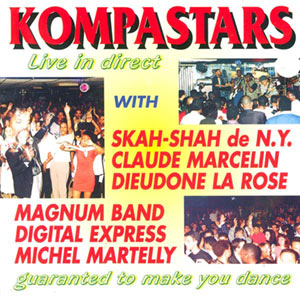 KOMPASTARS
Live in direct
WITH
SKAH-SHAH de N.Y.
CLAUDE MARCELIN
DIEUDONE LA ROSE
MAGNUM BAND
DIGITAL EXPRESS
MICHEL MARTELLY
guaranted to make you dance